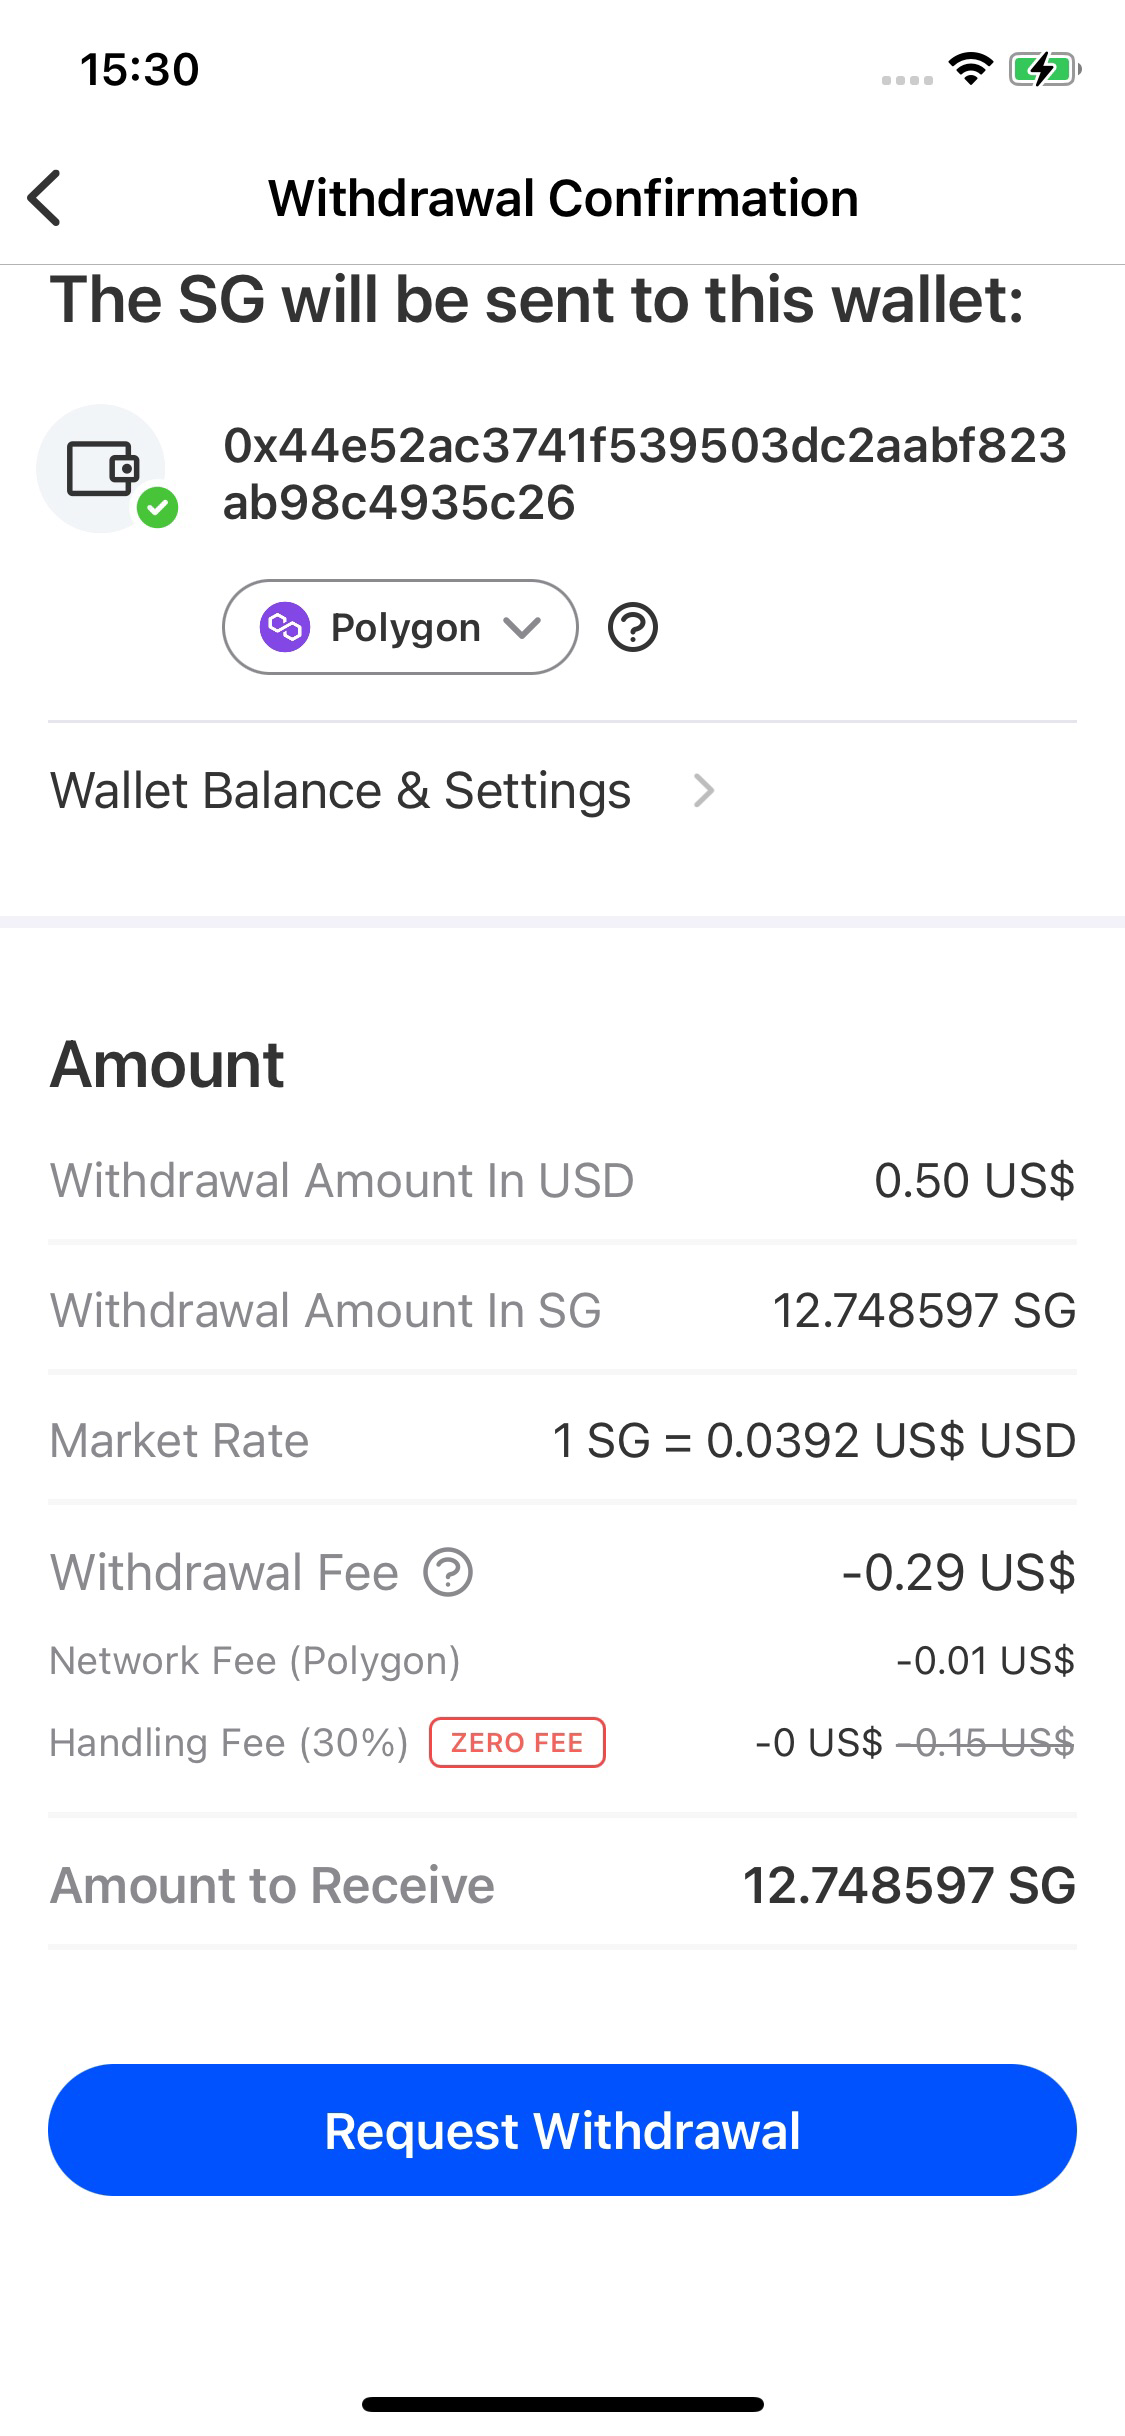 15:30
Withdrawal Confirmation
The SG will be sent to this wallet:
0x44e52ac3741f539503dc2aabf823
ab98c4935c26
Polygon
Wallet Balance & Settings
Amount
Withdrawal Amount In USD 0.50 US$
Withdrawal Amount In SG 12.748597 SG
Market Rate 1 SG = 0.0392 US$ USD
Withdrawal Fee -0.29 US$
Network Fee (Polygon) -0.01 US$
Handling Fee (30%) ZERO FEE -0 US$ -0.15 US$
Amount to Receive 12.748597 SG
Request Withdrawal